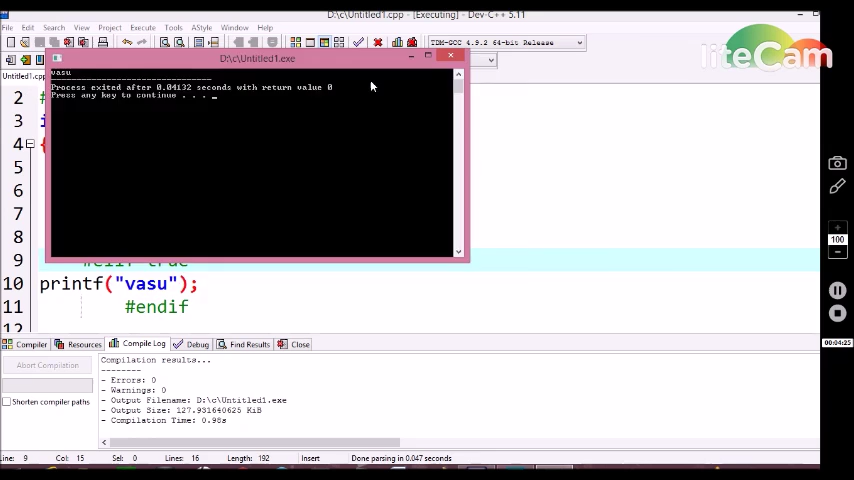 D:\c\Untitled1.cpp - [Executing] - Dev-C++ 5.11
File Edit Search View Project Execute Tools AStyle Window Help
TDM-GCC 4.9.2 64-bit Release
liteCam
D:\c\Untitled1.exe
Untitled1.cpp
vasu
--------------------------------
Process exited after 0.04132 seconds with return value 0
Press any key to continue . . . _
2 #
3 i
4 {
5
6
7
8
9 #elif true
10 printf("vasu");
11 #endif
12
100
00:04:25
Compiler Resources Compile Log Debug Find Results Close
Abort Compilation
Shorten compiler paths
Compilation results...
--------
- Errors: 0
- Warnings: 0
- Output Filename: D:\c\Untitled1.exe
- Output Size: 127.931640625 KiB
- Compilation Time: 0.98s
Line: 9 Col: 15 Sel: 0 Lines: 16 Length: 192 Insert Done parsing in 0.047 seconds